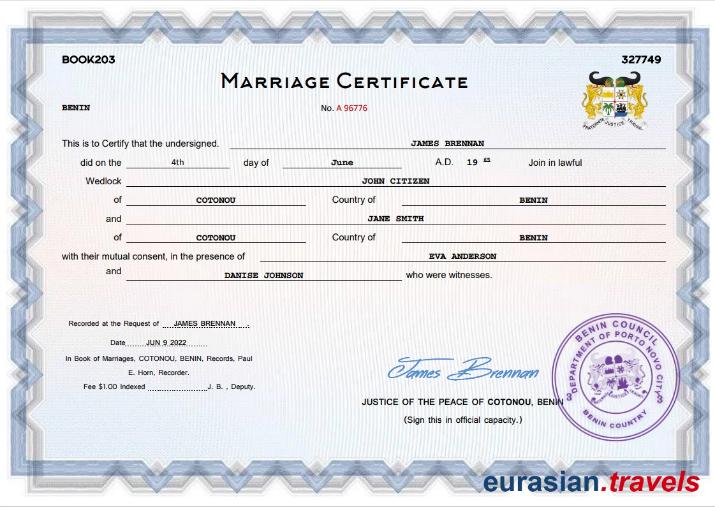 BOOK203
327749
MARRIAGE CERTIFICATE
BENIN
No. A 96776
FRATERNITE JUSTICE TRAVAIL
This is to Certify that the undersigned. JAMES BRENNAN
did on the 4th day of June A.D. 19 Join in lawful
Wedlock JOHN CITIZEN
of COTONOU Country of BENIN
and JANE SMITH
of COTONOU Country of BENIN
with their mutual consent, in the presence of EVA ANDERSON
and DANISE JOHNSON who were witnesses.
Recorded at the Request of JAMES BRENNAN
Date JUN 9 2022
In Book of Marriages, COTONOU, BENIN, Records, Paul
E. Horn, Recorder.
Fee $1.00 Indexed J. B. , Deputy.
James Brennan
JUSTICE OF THE PEACE OF COTONOU, BENIN
(Sign this in official capacity.)
BENIN COUNCIL
DEPARTMENT OF PORTO NOVO CITY
BENIN COUNTRY
eurasian.travels